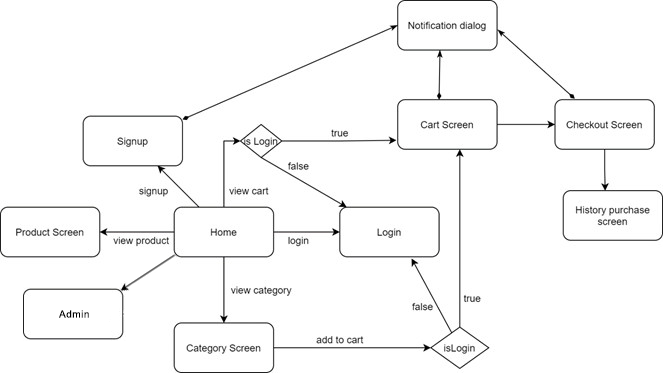 Notification dialog
Signup
is Login
true
Cart Screen
Checkout Screen
false
signup
view cart
Product Screen
view product
Home
login
Login
History purchase
screen
view category
Admin
false
true
Category Screen
add to cart
isLogin